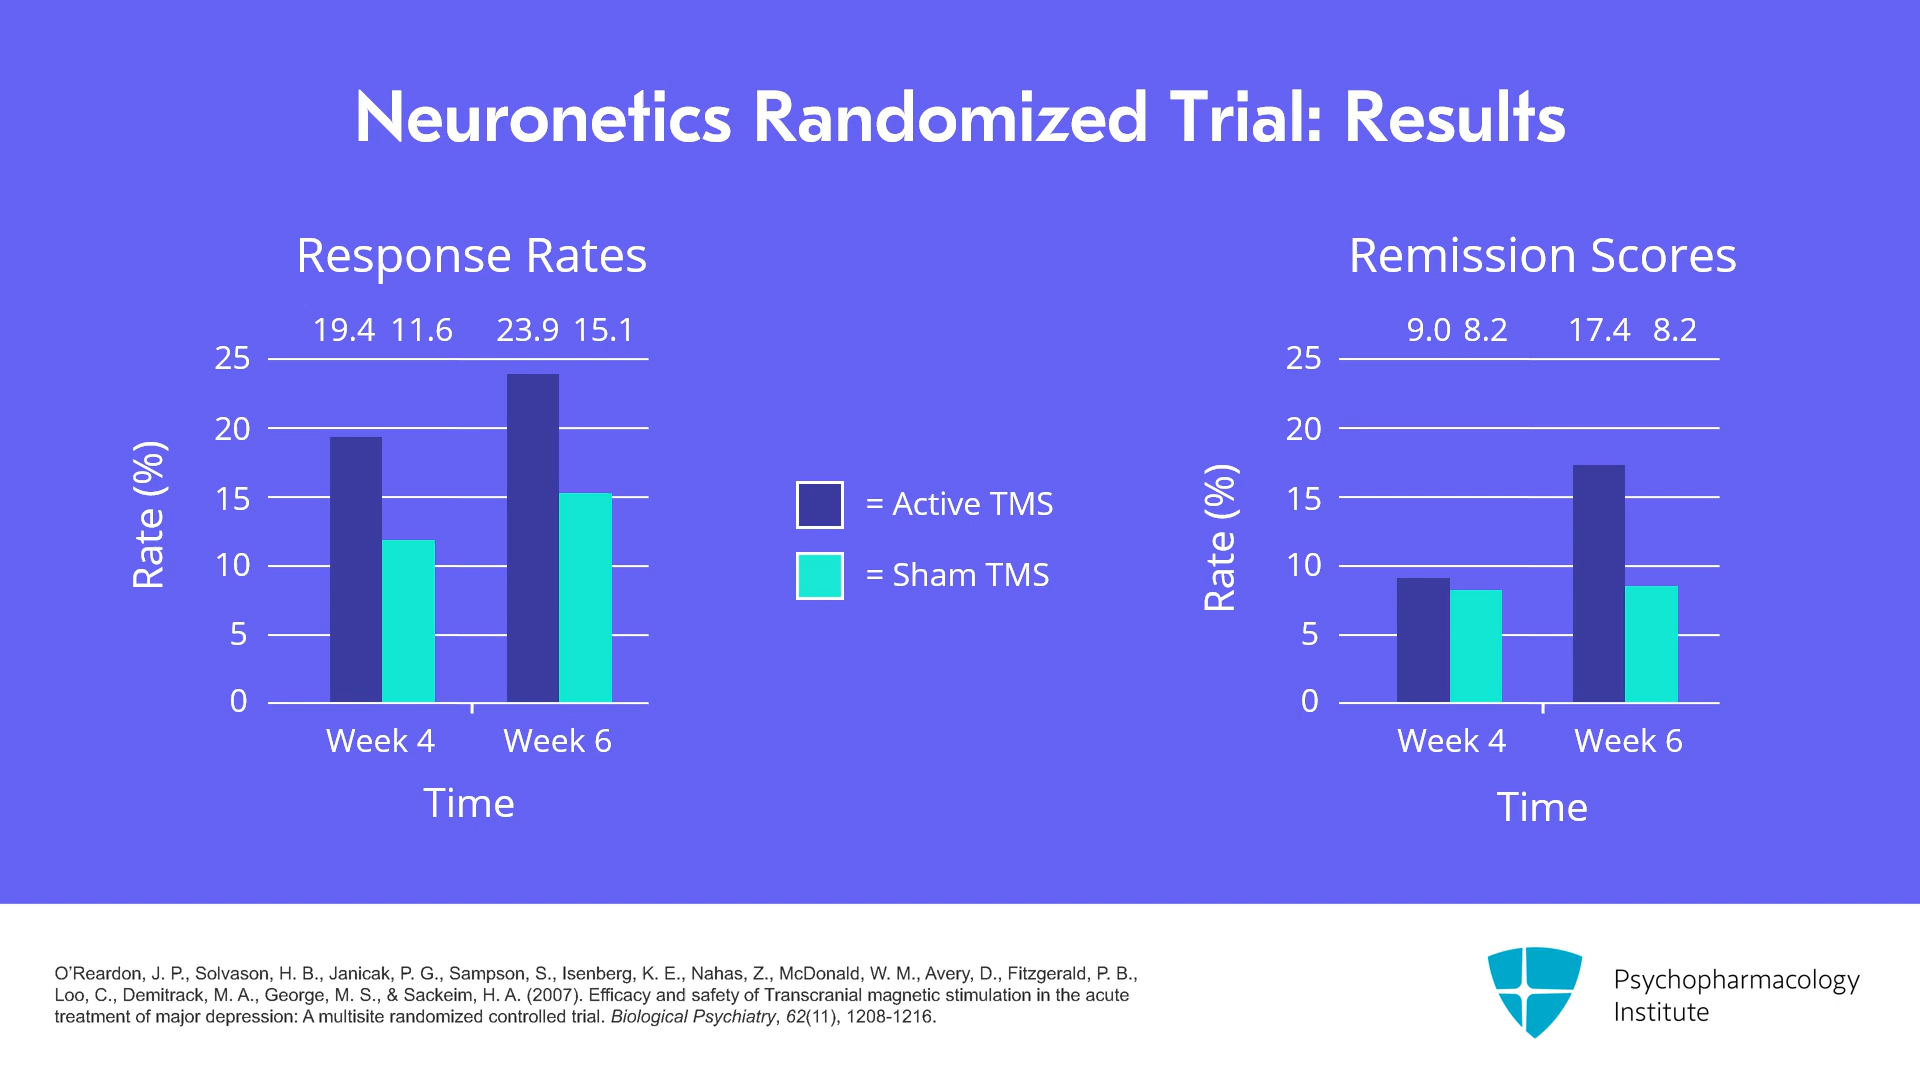 Neuronetics Randomized Trial: Results
Response Rates
19.4 11.6 23.9 15.1
25
20
15
10
5
0
Rate (%)
Week 4 Week 6
Time
= Active TMS
= Sham TMS
Remission Scores
9.0 8.2 17.4 8.2
25
20
15
10
5
0
Rate (%)
Week 4 Week 6
Time
O'Reardon, J. P., Solvason, H. B., Janicak, P. G., Sampson, S., Isenberg, K. E., Nahas, Z., McDonald, W. M., Avery, D., Fitzgerald, P. B.,
Loo, C., Demitrack, M. A., George, M. S., & Sackeim, H. A. (2007). Efficacy and safety of Transcranial magnetic stimulation in the acute
treatment of major depression: A multisite randomized controlled trial. Biological Psychiatry, 62(11), 1208-1216.
Psychopharmacology
Institute